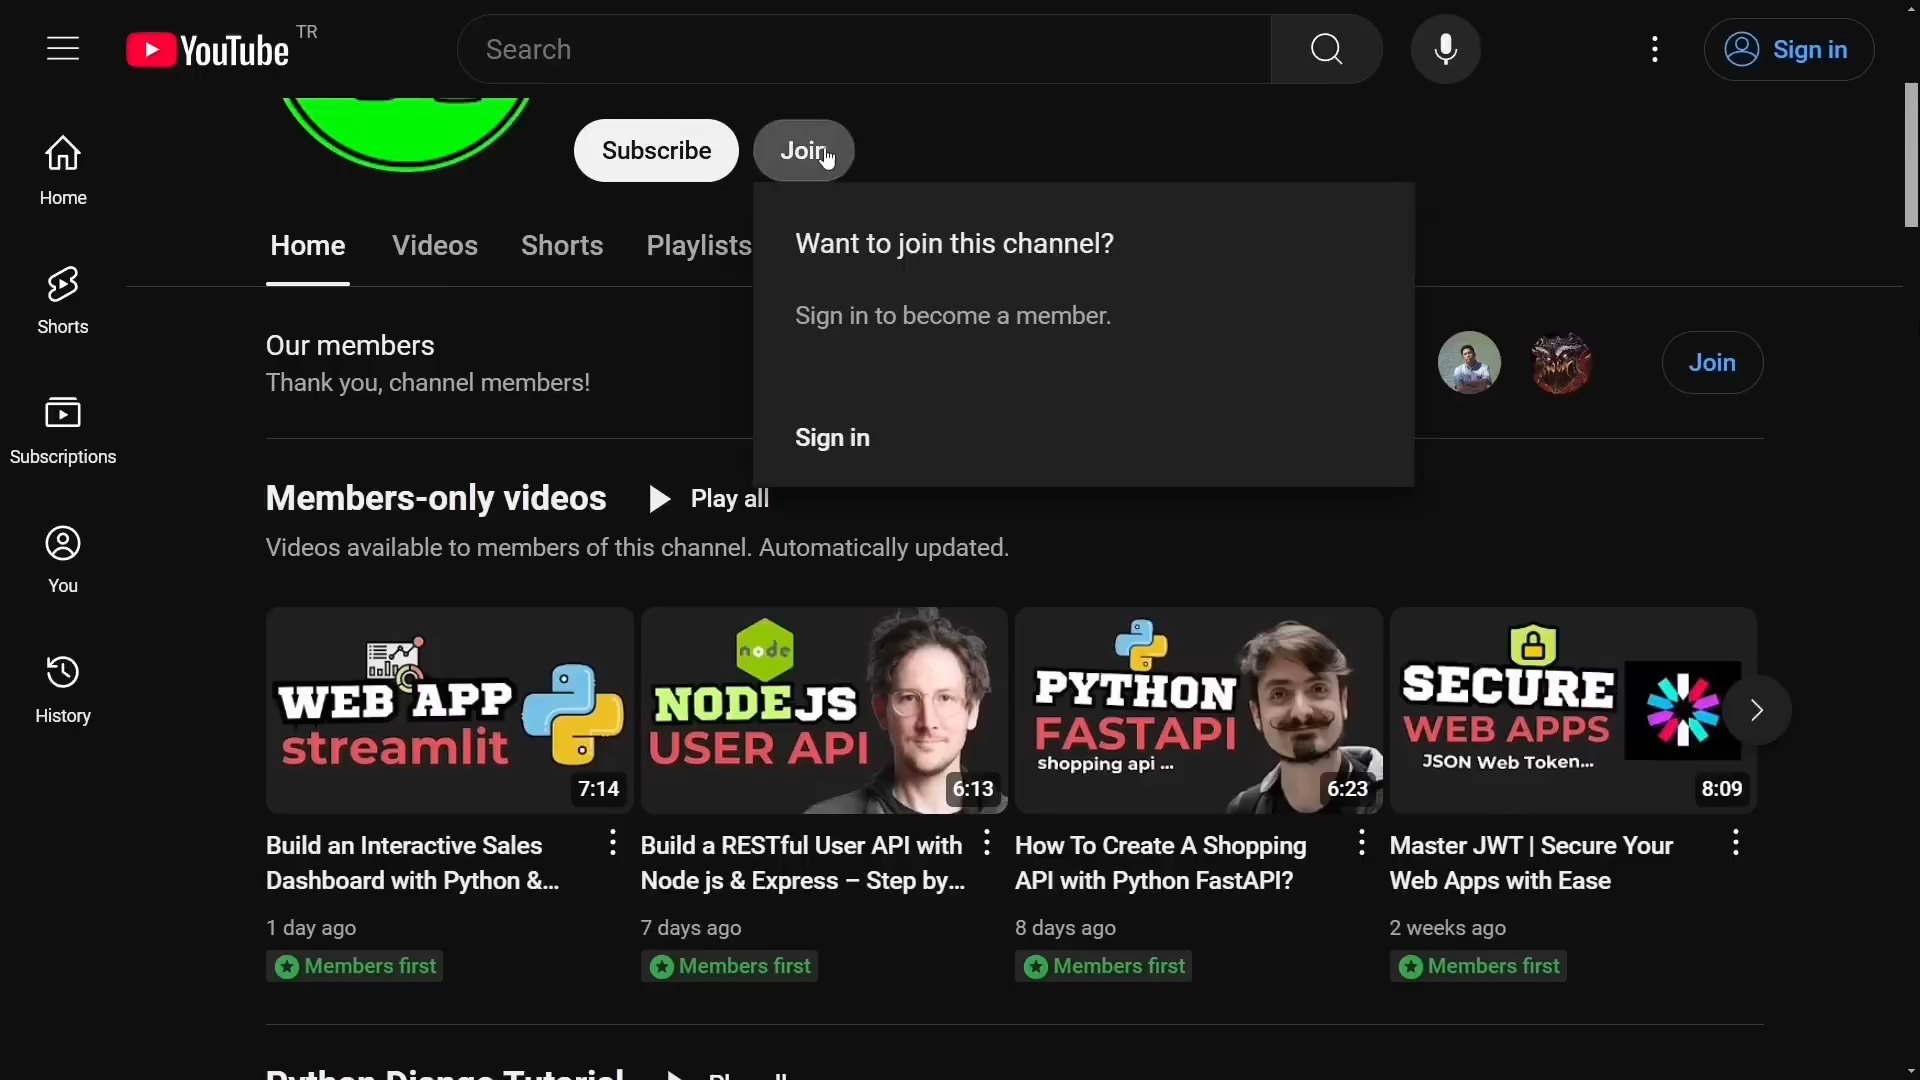 YouTube TR
Search
Sign in
Subscribe
Join
Home
Shorts
Subscriptions
You
History
Home Videos Shorts Playlists
Want to join this channel?
Sign in to become a member.
Sign in
Our members
Thank you, channel members!
Join
Members-only videos Play all
Videos available to members of this channel. Automatically updated.
WEB APP
streamlit
7:14
node
NODEJS
USER API
6:13
PYTHON
FASTAPI
shopping api ...
6:23
SECURE
WEB APPS
JSON Web Token...
8:09
Build an Interactive Sales
Dashboard with Python &...
1 day ago
Members first
Build a RESTful User API with
Node js & Express – Step by...
7 days ago
Members first
How To Create A Shopping
API with Python FastAPI?
8 days ago
Members first
Master JWT | Secure Your
Web Apps with Ease
2 weeks ago
Members first
Python Django Tutorial Play all